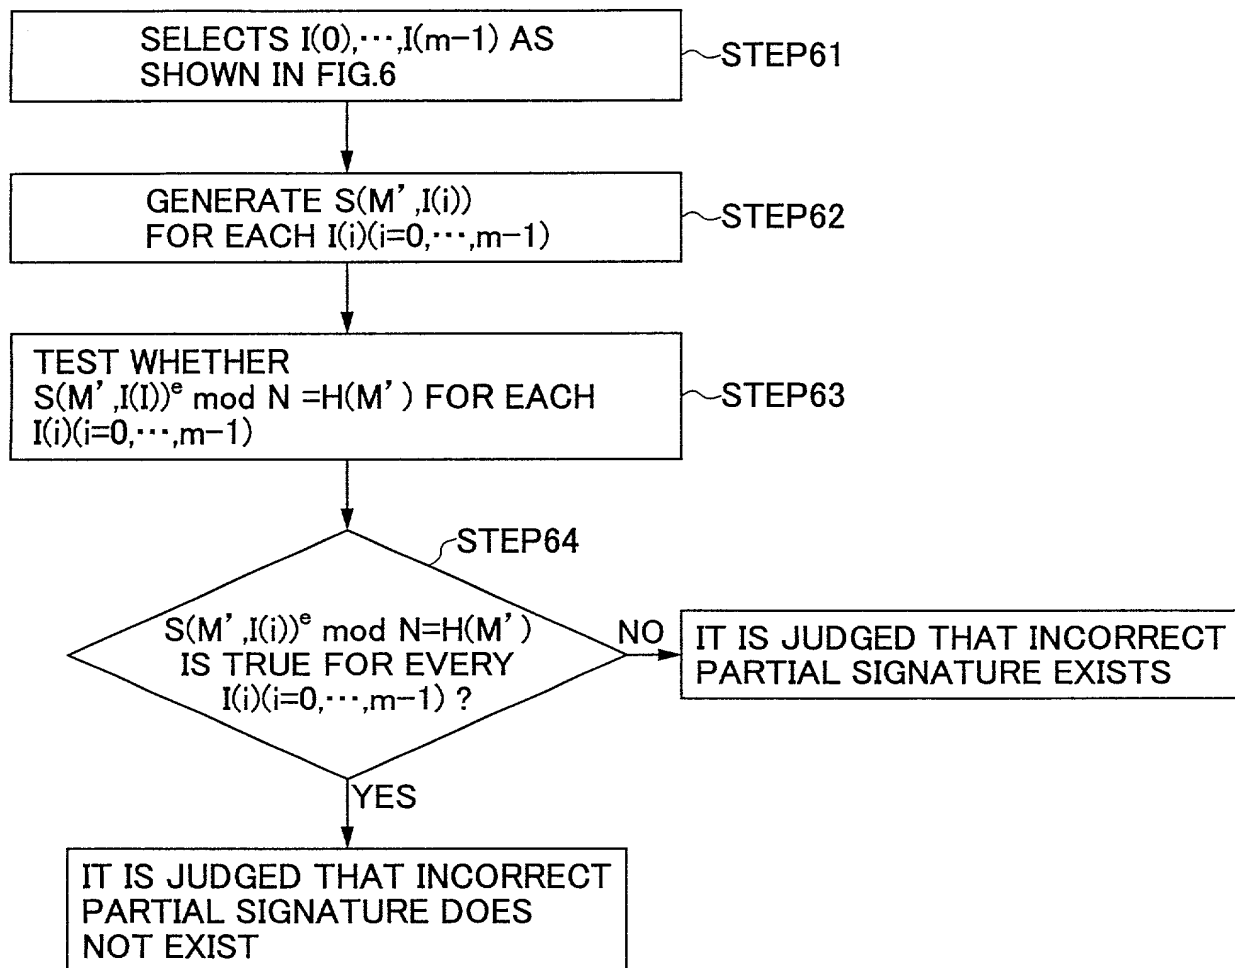 SELECTS I(0),⋯,I(m-1) AS
SHOWN IN FIG.6
STEP61
GENERATE S(M',I(i))
FOR EACH I(i)(i=0,⋯,m-1)
STEP62
TEST WHETHER
S(M',I(I))ᵉ mod N =H(M') FOR EACH
I(i)(i=0,⋯,m-1)
STEP63
STEP64
S(M',I(i))ᵉ mod N=H(M')
IS TRUE FOR EVERY
I(i)(i=0,⋯,m-1) ?
NO
IT IS JUDGED THAT INCORRECT
PARTIAL SIGNATURE EXISTS
YES
IT IS JUDGED THAT INCORRECT
PARTIAL SIGNATURE DOES
NOT EXIST